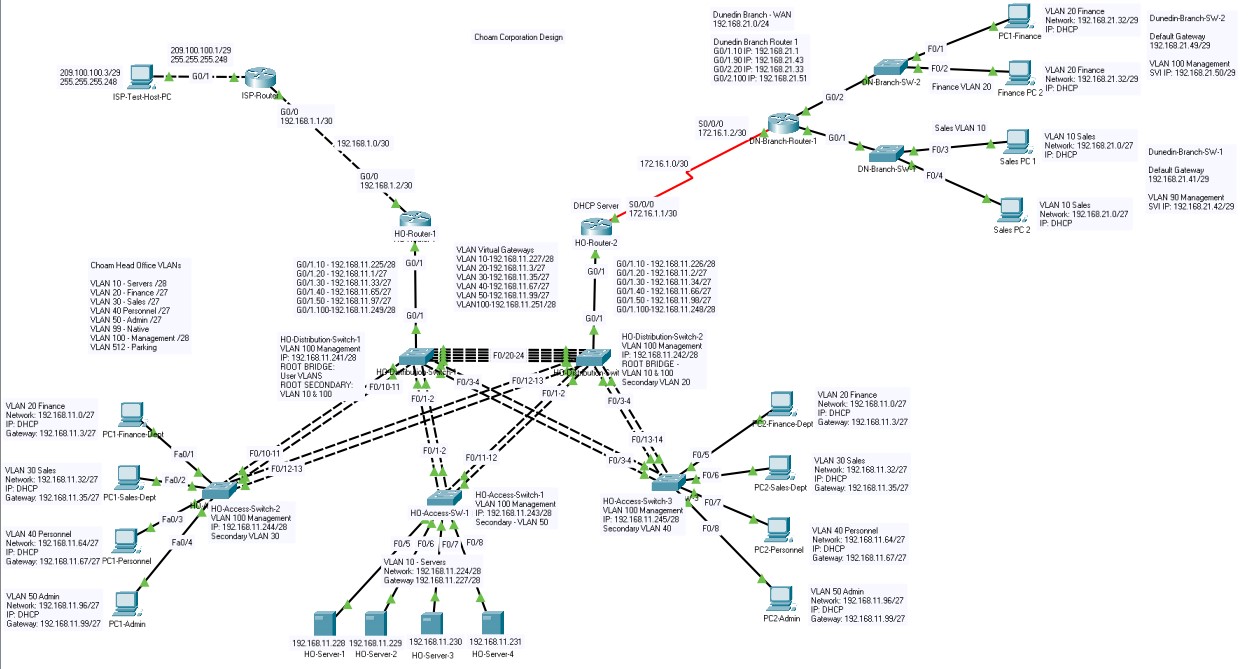 Choam Corporation Design
209.100.100.1/29
255.255.255.248
209.100.100.3/29
255.255.255.248
G0/1
ISP-Test-Host-PC
ISP-Router
G0/0
192.168.1.1/30
192.168.1.0/30
G0/0
192.168.1.2/30
HO-Router-1
G0/1
G0/1
Dunedin Branch - WAN
192.168.21.0/24
Dunedin Branch Router 1
G0/1.10 IP: 192.168.21.1
G0/1.90 IP: 192.168.21.43
G0/2.20 IP: 192.168.21.33
G0/2.100 IP: 192.168.21.51
S0/0/0
172.16.1.2/30
DN-Branch-Router-1
172.16.1.0/30
DHCP Server
S0/0/0
172.16.1.1/30
HO-Router-2
G0/1
G0/1
G0/2
G0/1
DN-Branch-SW-2
F0/1
F0/2
Finance VLAN 20
PC1-Finance
VLAN 20 Finance
Network: 192.168.21.32/29
IP: DHCP
Finance PC 2
VLAN 20 Finance
Network: 192.168.21.32/29
IP: DHCP
Dunedin-Branch-SW-2
Default Gateway
192.168.21.49/29
VLAN 100 Management
SVI IP: 192.168.21.50/29
Sales VLAN 10
DN-Branch-SW-1
F0/3
F0/4
Sales PC 1
VLAN 10 Sales
Network: 192.168.21.0/27
IP: DHCP
Sales PC 2
VLAN 10 Sales
Network: 192.168.21.0/27
IP: DHCP
Dunedin-Branch-SW-1
Default Gateway
192.168.21.41/29
VLAN 90 Management
SVI IP: 192.168.21.42/29
Choam Head Office VLANs
VLAN 10 - Servers /28
VLAN 20 - Finance /27
VLAN 30 - Sales /27
VLAN 40 Personnel /27
VLAN 50 - Admin /27
VLAN 99 - Native
VLAN 100 - Management /28
VLAN 512 - Parking
G0/1.10 - 192.168.11.225/28
G0/1.20 - 192.168.11.1/27
G0/1.30 - 192.168.11.33/27
G0/1.40 - 192.168.11.65/27
G0/1.50 - 192.168.11.97/27
G0/1.100-192.168.11.249/28
VLAN Virtual Gateways
VLAN 10-192.168.11.227/28
VLAN 20-192.168.11.3/27
VLAN 30-192.168.11.35/27
VLAN 40-192.168.11.67/27
VLAN 50-192.168.11.99/27
VLAN100-192.168.11.251/28
G0/1.10 - 192.168.11.226/28
G0/1.20 - 192.168.11.2/27
G0/1.30 - 192.168.11.34/27
G0/1.40 - 192.168.11.66/27
G0/1.50 - 192.168.11.98/27
G0/1.100-192.168.11.248/28
HO-Distribution-Switch-1
VLAN 100 Management
IP: 192.168.11.241/28
ROOT BRIDGE:
User VLANS
ROOT SECONDARY:
VLAN 10 & 100
F0/20-24
HO-Distribution-Switch-2
VLAN 100 Management
IP: 192.168.11.242/28
ROOT BRIDGE -
VLAN 10 & 100
Secondary VLAN 20
F0/10-11
F0/1-2
F0/3-4
F0/12-13
F0/1-2
F0/3-4
F0/10-11
F0/12-13
F0/1-2
F0/11-12
F0/3-4
F0/13-14
VLAN 20 Finance
Network: 192.168.11.0/27
IP: DHCP
Gateway: 192.168.11.3/27
PC1-Finance-Dept
Fa0/1
VLAN 30 Sales
Network: 192.168.11.32/27
IP: DHCP
Gateway: 192.168.11.35/27
PC1-Sales-Dept
Fa0/2
VLAN 40 Personnel
Network: 192.168.11.64/27
IP: DHCP
Gateway: 192.168.11.67/27
PC1-Personnel
Fa0/3
VLAN 50 Admin
Network: 192.168.11.96/27
IP: DHCP
Gateway: 192.168.11.99/27
PC1-Admin
Fa0/4
HO-Access-Switch-2
VLAN 100 Management
IP: 192.168.11.244/28
Secondary VLAN 30
HO-Access-SW-1
HO-Access-Switch-1
VLAN 100 Management
IP: 192.168.11.243/28
Secondary - VLAN 50
F0/5
F0/6
F0/7
F0/8
VLAN 10 - Servers
Network: 192.168.11.224/28
Gateway 192.168.11.227/28
192.168.11.228
HO-Server-1
192.168.11.229
HO-Server-2
192.168.11.230
HO-Server-3
192.168.11.231
HO-Server-4
HO-Access-Switch-3
VLAN 100 Management
IP: 192.168.11.245/28
Secondary VLAN 40
F0/5
F0/6
F0/7
F0/8
PC2-Finance-Dept
VLAN 20 Finance
Network: 192.168.11.0/27
IP: DHCP
Gateway: 192.168.11.3/27
PC2-Sales-Dept
VLAN 30 Sales
Network: 192.168.11.32/27
IP: DHCP
Gateway: 192.168.11.35/27
PC2-Personnel
VLAN 40 Personnel
Network: 192.168.11.64/27
IP: DHCP
Gateway: 192.168.11.67/27
PC2-Admin
VLAN 50 Admin
Network: 192.168.11.96/27
IP: DHCP
Gateway: 192.168.11.99/27